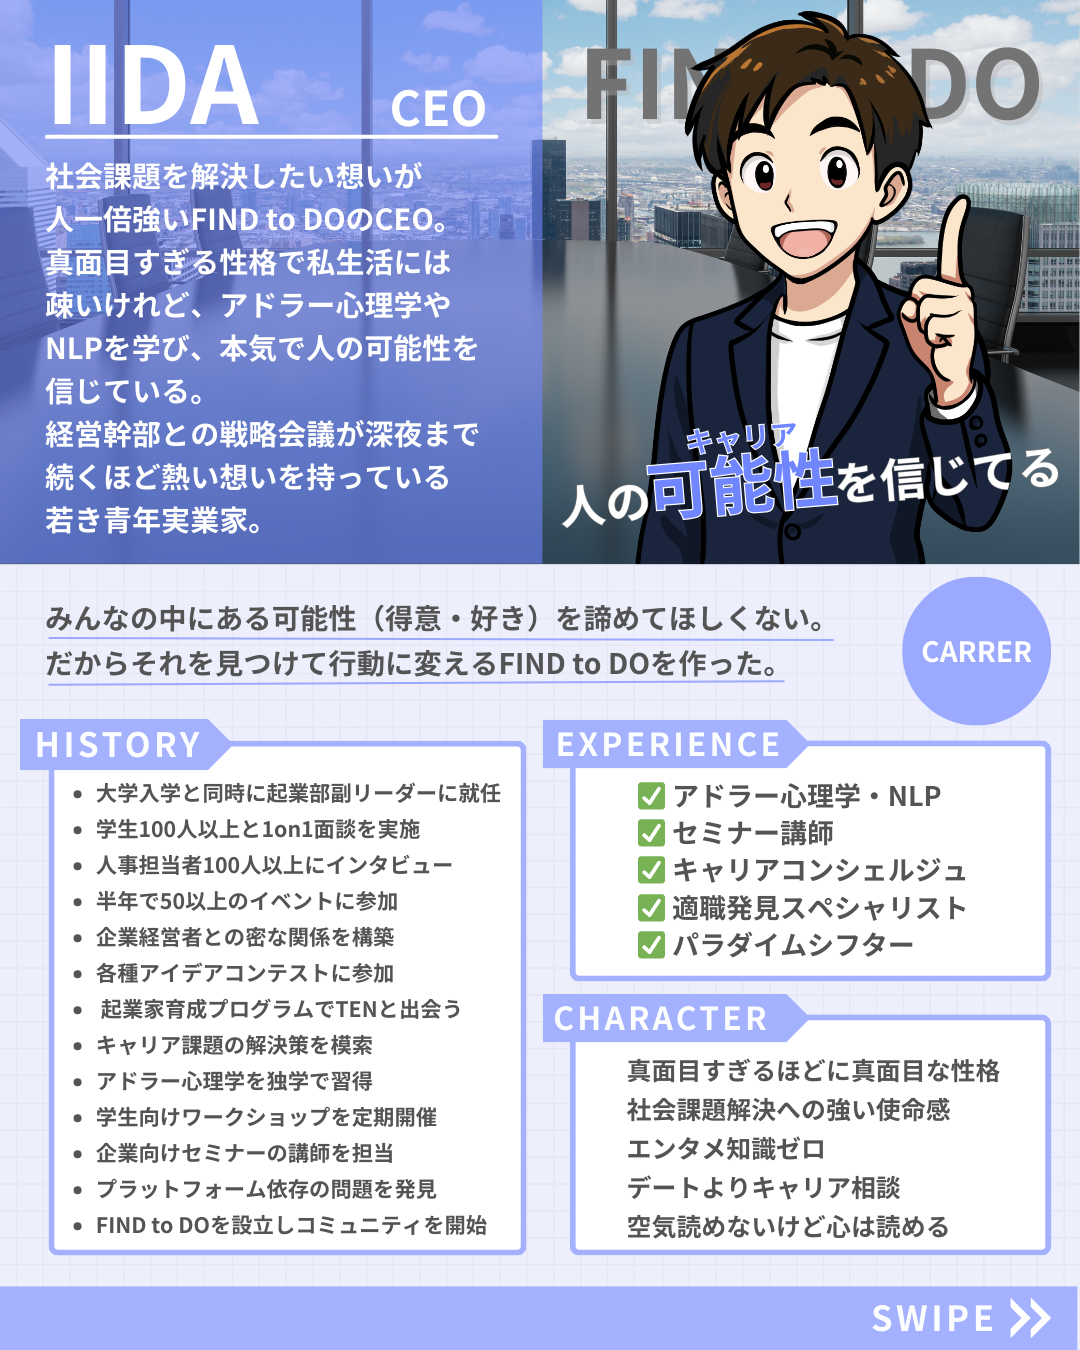 IIDA
CEO
社会課題を解決したい想いが
人一倍強いFIND to DOのCEO。
真面目すぎる性格で私生活には
疎いけれど、アドラー心理学や
NLPを学び、本気で人の可能性を
信じている。
経営幹部との戦略会議が深夜まで
続くほど熱い想いを持っている
若き青年実業家。
FIN DO
キャリア
人の可能性を信じてる
みんなの中にある可能性（得意・好き）を諦めてほしくない。
だからそれを見つけて行動に変えるFIND to DOを作った。
CARRER
HISTORY
• 大学入学と同時に起業部副リーダーに就任
• 学生100人以上と1on1面談を実施
• 人事担当者100人以上にインタビュー
• 半年で50以上のイベントに参加
• 企業経営者との密な関係を構築
• 各種アイデアコンテストに参加
• 起業家育成プログラムでTENと出会う
• キャリア課題の解決策を模索
• アドラー心理学を独学で習得
• 学生向けワークショップを定期開催
• 企業向けセミナーの講師を担当
• プラットフォーム依存の問題を発見
• FIND to DOを設立しコミュニティを開始
EXPERIENCE
✅アドラー心理学・NLP
✅セミナー講師
✅キャリアコンシェルジュ
✅適職発見スペシャリスト
✅パラダイムシフター
CHARACTER
真面目すぎるほどに真面目な性格
社会課題解決への強い使命感
エンタメ知識ゼロ
デートよりキャリア相談
空気読めないけど心は読める
SWIPE